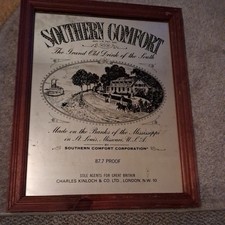 SOUTHERN COMFORT
The Grand Old Drink of the South
Made on the Banks of the Mississippi
in St. Louis, Missouri, U.S.A.
SOUTHERN COMFORT CORPORATION
87.7 PROOF
SOLE AGENTS FOR GREAT BRITAIN
CHARLES KINLOCH & CO. LTD., LONDON, N·W·10